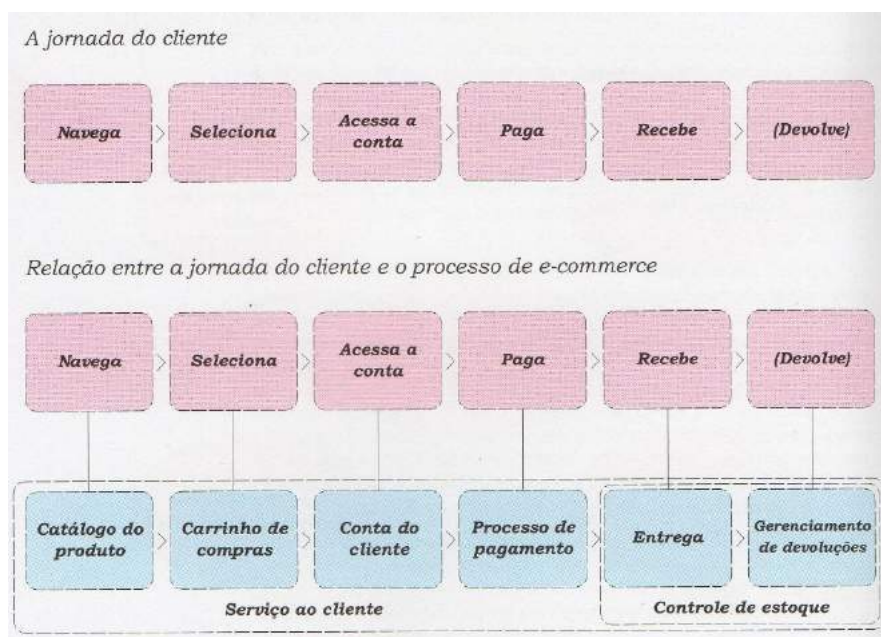 A jornada do cliente
Navega
Seleciona
Acessa a
conta
Paga
Recebe
(Devolve)
Relação entre a jornada do cliente e o processo de e-commerce
Navega
Seleciona
Acessa a
conta
Paga
Recebe
(Devolve)
Catálogo do
produto
Carrinho de
compras
Conta do
cliente
Processo de
pagamento
Entrega
Gerenciamento
de devoluções
Serviço ao cliente
Controle de estoque